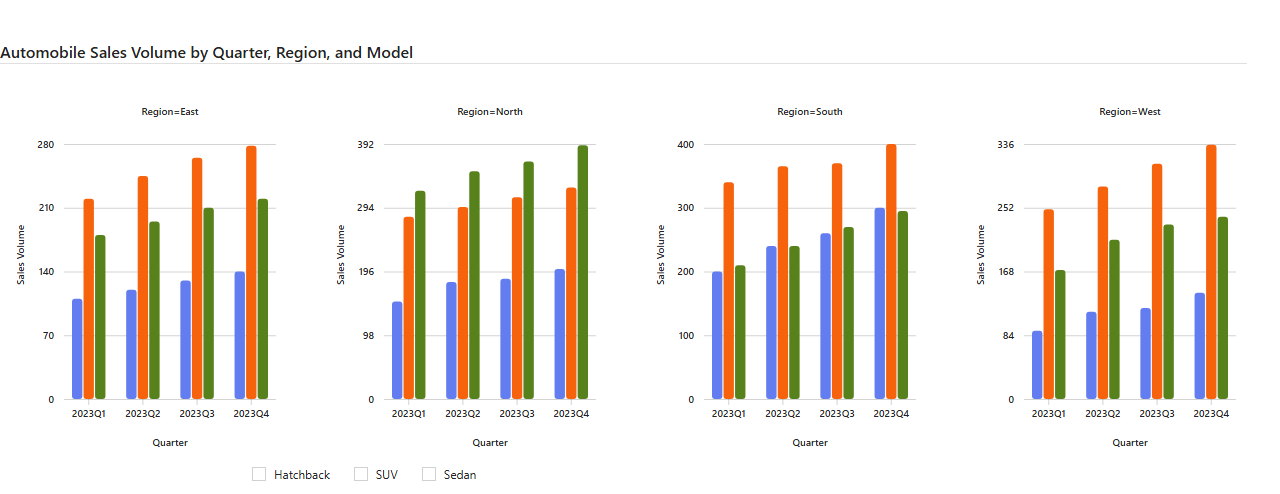 Automobile Sales Volume by Quarter, Region, and Model
Region=East
280
210
140
70
0
Sales Volume
2023Q1 2023Q2 2023Q3 2023Q4
Quarter
Region=North
392
294
196
98
0
Sales Volume
2023Q1 2023Q2 2023Q3 2023Q4
Quarter
Region=South
400
300
200
100
0
Sales Volume
2023Q1 2023Q2 2023Q3 2023Q4
Quarter
Region=West
336
252
168
84
0
Sales Volume
2023Q1 2023Q2 2023Q3 2023Q4
Quarter
Hatchback SUV Sedan